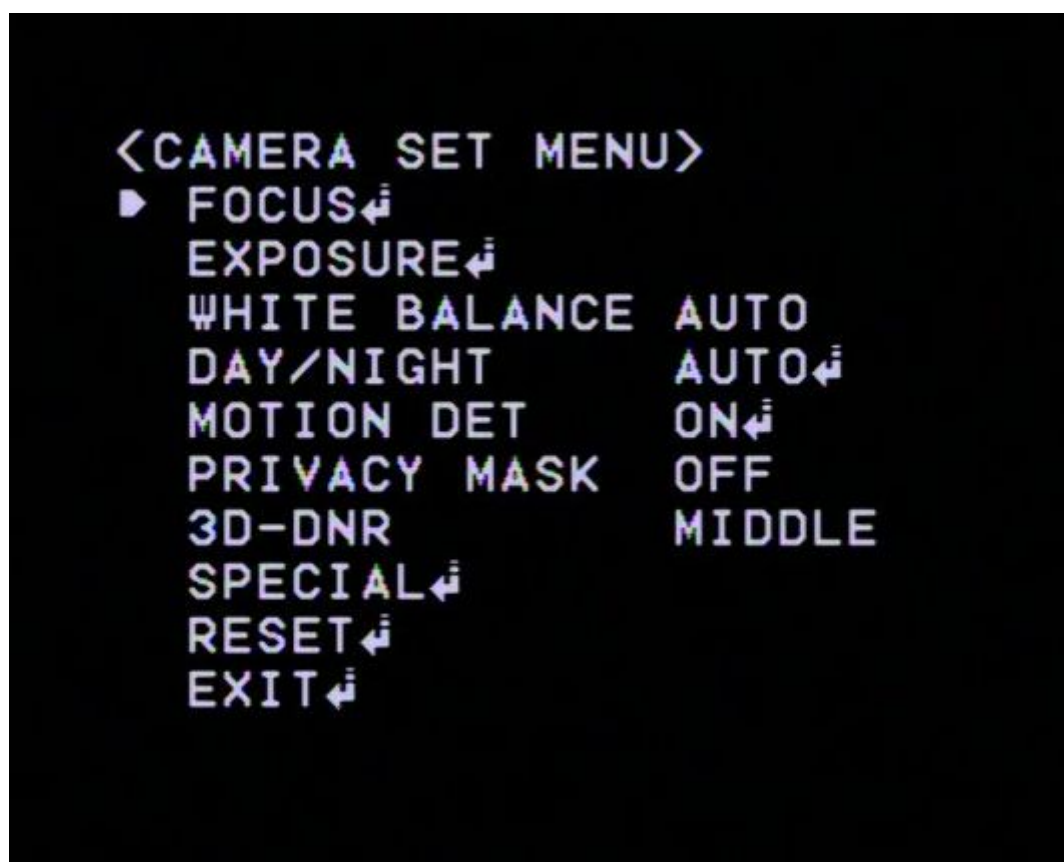 <CAMERA SET MENU>
FOCUS↲
EXPOSURE↲
WHITE BALANCE AUTO
DAY/NIGHT AUTO↲
MOTION DET ON↲
PRIVACY MASK OFF
3D-DNR MIDDLE
SPECIAL↲
RESET↲
EXIT↲